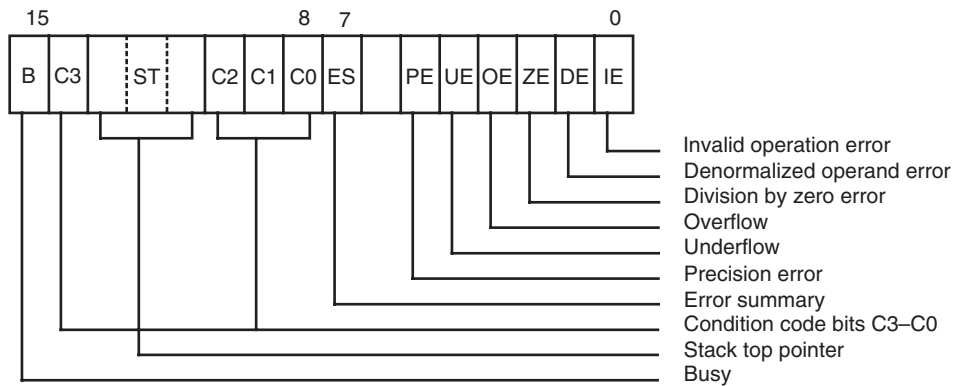 15 8 7 0
B C3 ST C2 C1 C0 ES PE UE OE ZE DE IE
Invalid operation error
Denormalized operand error
Division by zero error
Overflow
Underflow
Precision error
Error summary
Condition code bits C3–C0
Stack top pointer
Busy